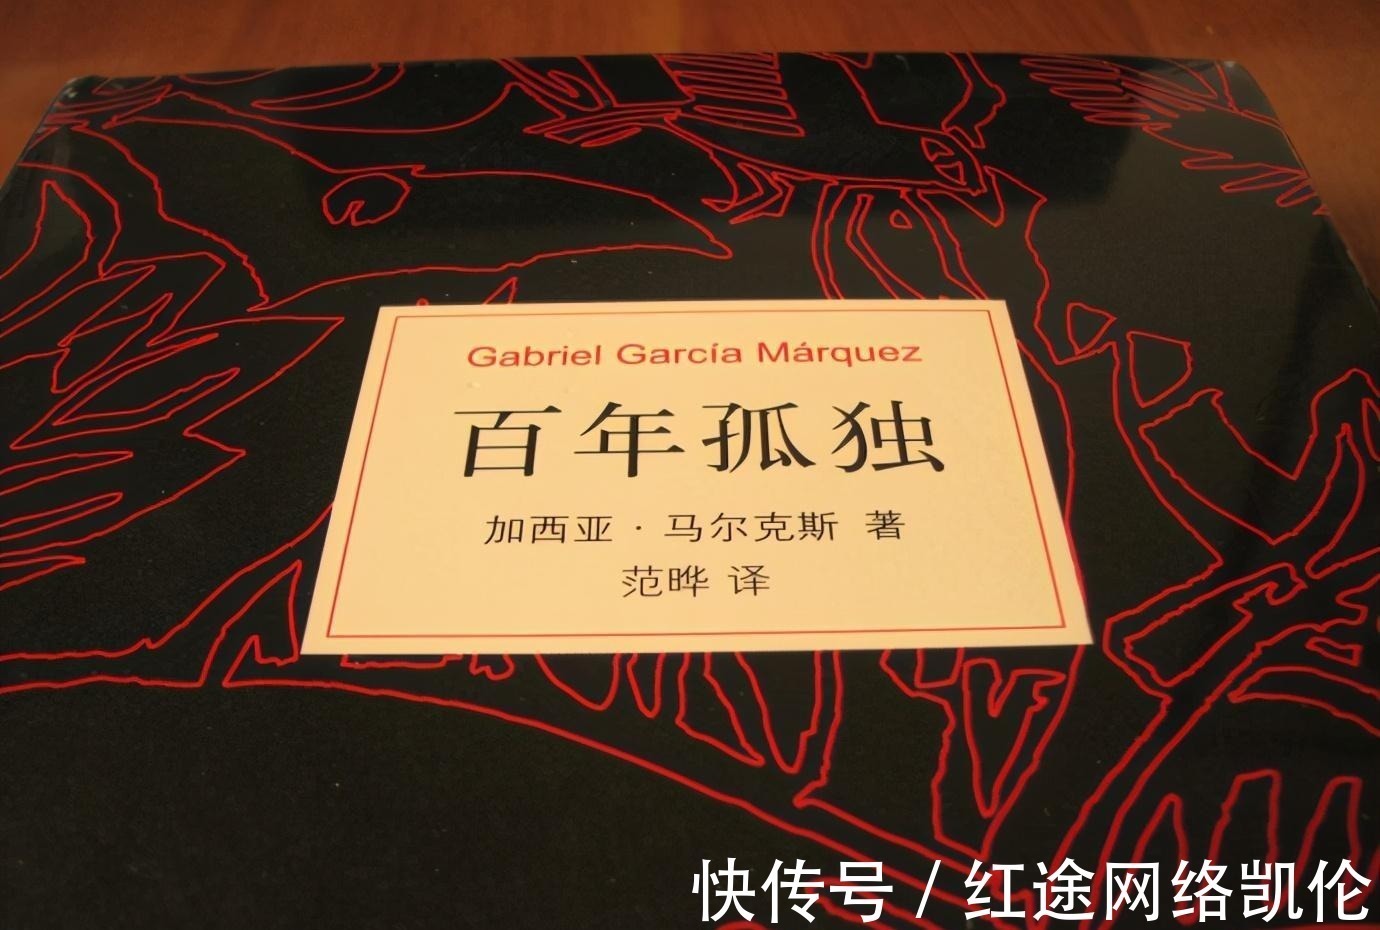 Gabriel García Márquez
百年孤独
加西亚·马尔克斯 著
范晔 译
快传号 / 红途网络凯伦